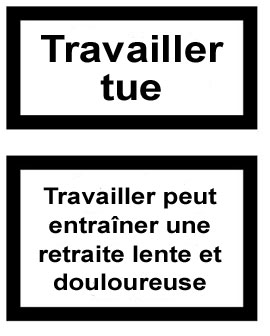 Travailler
tue
Travailler peut
entraîner une
retraite lente et
douloureuse